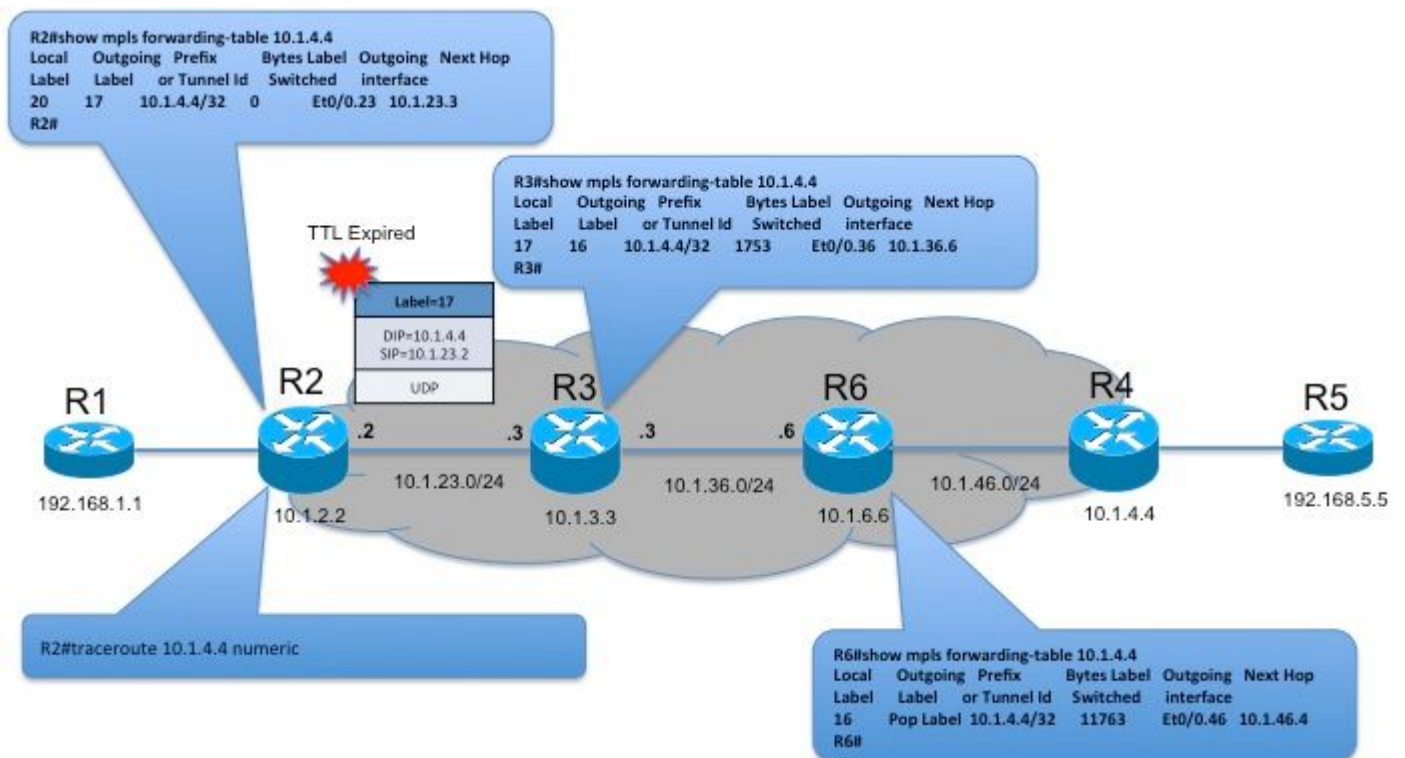 R2#show mpls forwarding-table 10.1.4.4
Local Outgoing Prefix Bytes Label Outgoing Next Hop
Label Label or Tunnel Id Switched interface
20 17 10.1.4.4/32 0 Et0/0.23 10.1.23.3
R2#
R3#show mpls forwarding-table 10.1.4.4
Local Outgoing Prefix Bytes Label Outgoing Next Hop
Label Label or Tunnel Id Switched interface
17 16 10.1.4.4/32 1753 Et0/0.36 10.1.36.6
R3#
TTL Expired
Label=17
DIP=10.1.4.4
SIP=10.1.23.2
UDP
R1
R2
R3
R6
R4
R5
.2
.3
.3
.6
192.168.1.1
10.1.2.2
10.1.23.0/24
10.1.3.3
10.1.36.0/24
10.1.6.6
10.1.46.0/24
10.1.4.4
192.168.5.5
R2#traceroute 10.1.4.4 numeric
R6#show mpls forwarding-table 10.1.4.4
Local Outgoing Prefix Bytes Label Outgoing Next Hop
Label Label or Tunnel Id Switched interface
16 Pop Label 10.1.4.4/32 11763 Et0/0.46 10.1.46.4
R6#